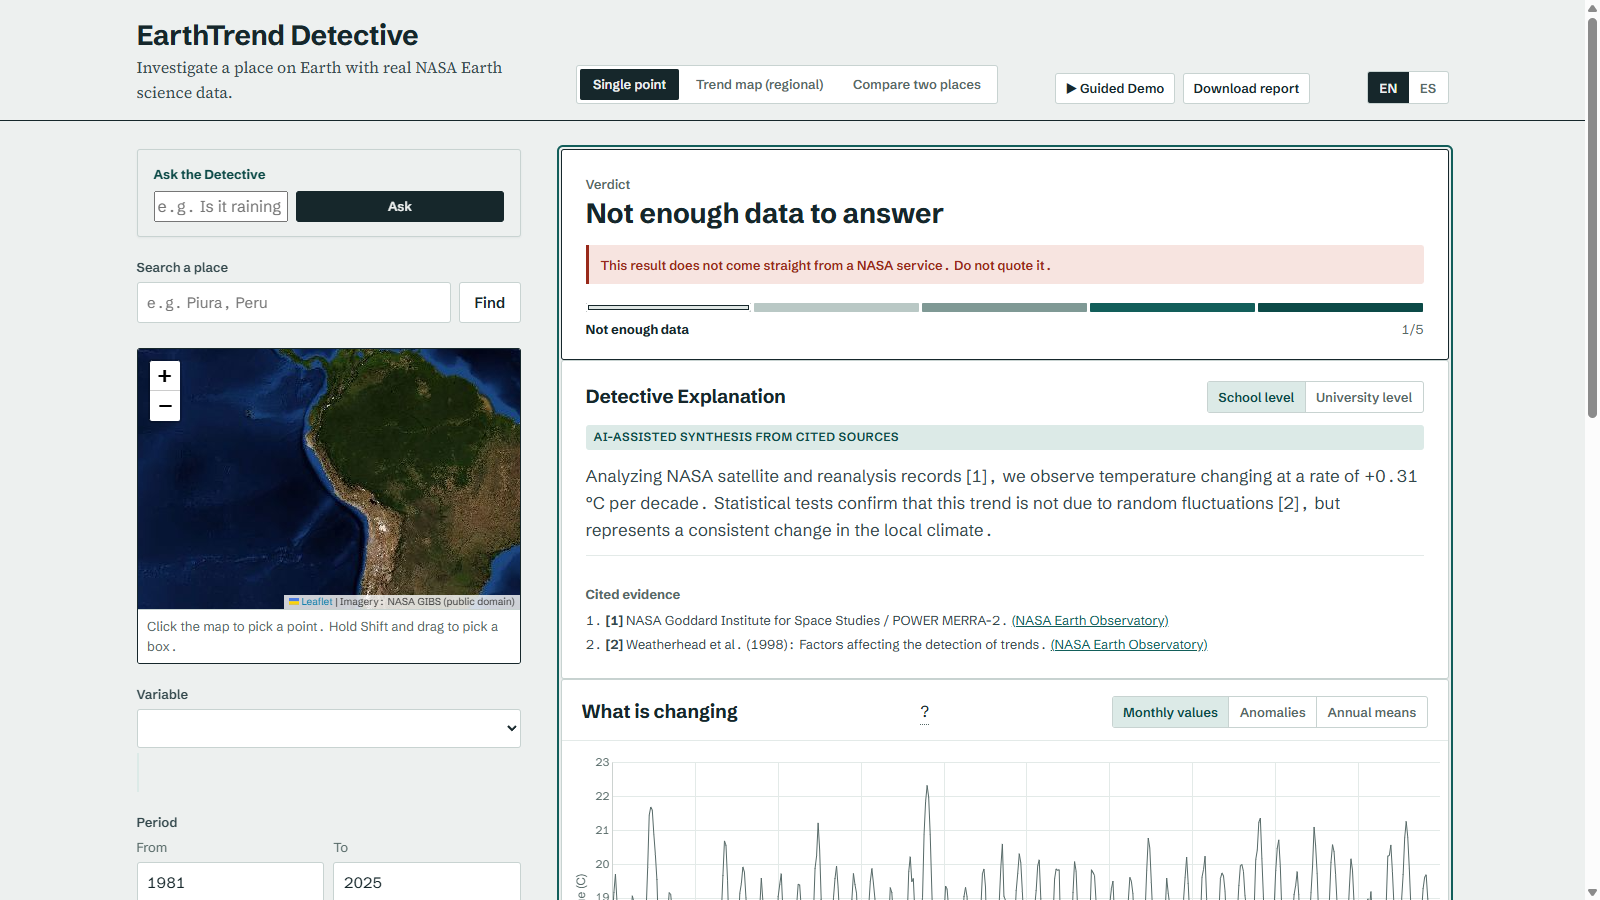 EarthTrend Detective
Investigate a place on Earth with real NASA Earth
science data.
Single point
Trend map (regional)
Compare two places
▶ Guided Demo
Download report
EN
ES
Ask the Detective
e.g. Is it raining
Ask
Search a place
e.g. Piura, Peru
Find
+
−
Leaflet | Imagery: NASA GIBS (public domain)
Click the map to pick a point. Hold Shift and drag to pick a
box.
Variable
Period
From
To
1981
2025
Verdict
Not enough data to answer
This result does not come straight from a NASA service. Do not quote it.
Not enough data
1/5
Detective Explanation
School level
University level
AI-ASSISTED SYNTHESIS FROM CITED SOURCES
Analyzing NASA satellite and reanalysis records [1], we observe temperature changing at a rate of +0.31
°C per decade. Statistical tests confirm that this trend is not due to random fluctuations [2], but
represents a consistent change in the local climate.
Cited evidence
1. [1] NASA Goddard Institute for Space Studies / POWER MERRA-2. (NASA Earth Observatory)
2. [2] Weatherhead et al. (1998): Factors affecting the detection of trends. (NASA Earth Observatory)
What is changing
?
Monthly values
Anomalies
Annual means
23
22
21
20
19
e (C)